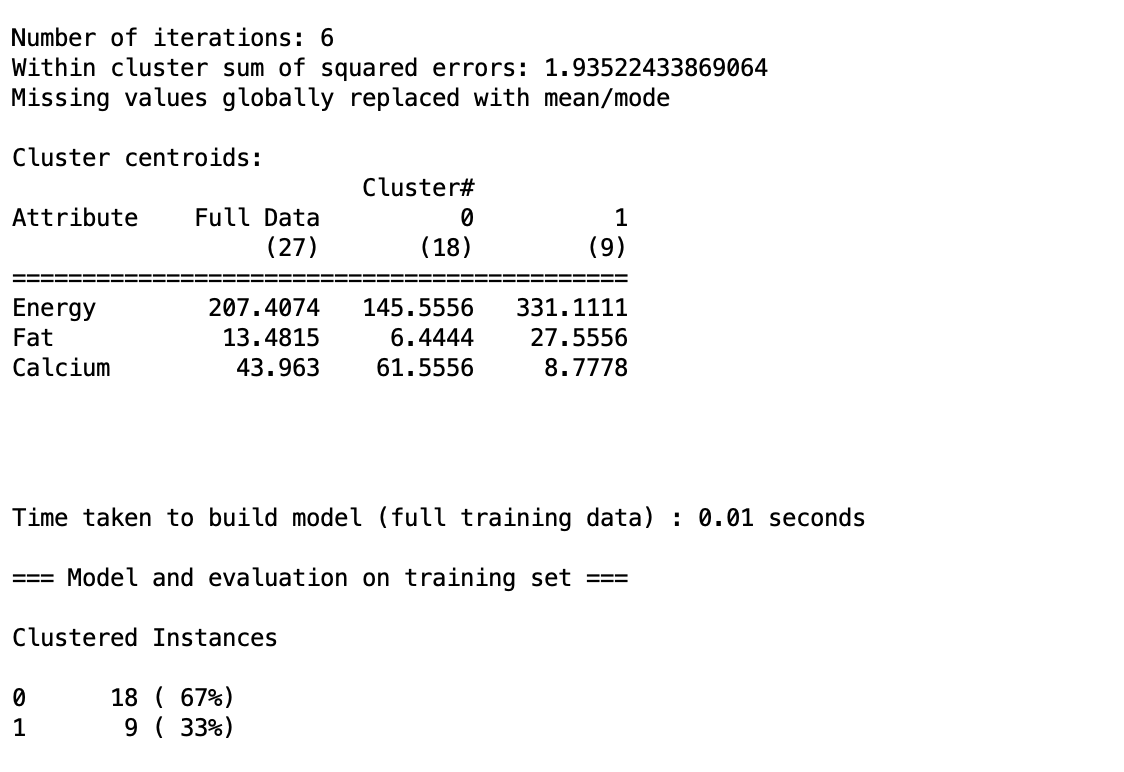 Number of iterations: 6
Within cluster sum of squared errors: 1.93522433869064
Missing values globally replaced with mean/mode
Cluster centroids:
                         Cluster#
Attribute    Full Data          0          1
                  (27)       (18)        (9)
============================================
Energy        207.4074   145.5556   331.1111
Fat            13.4815     6.4444    27.5556
Calcium         43.963    61.5556     8.7778
Time taken to build model (full training data) : 0.01 seconds
=== Model and evaluation on training set ===
Clustered Instances
0      18 ( 67%)
1       9 ( 33%)